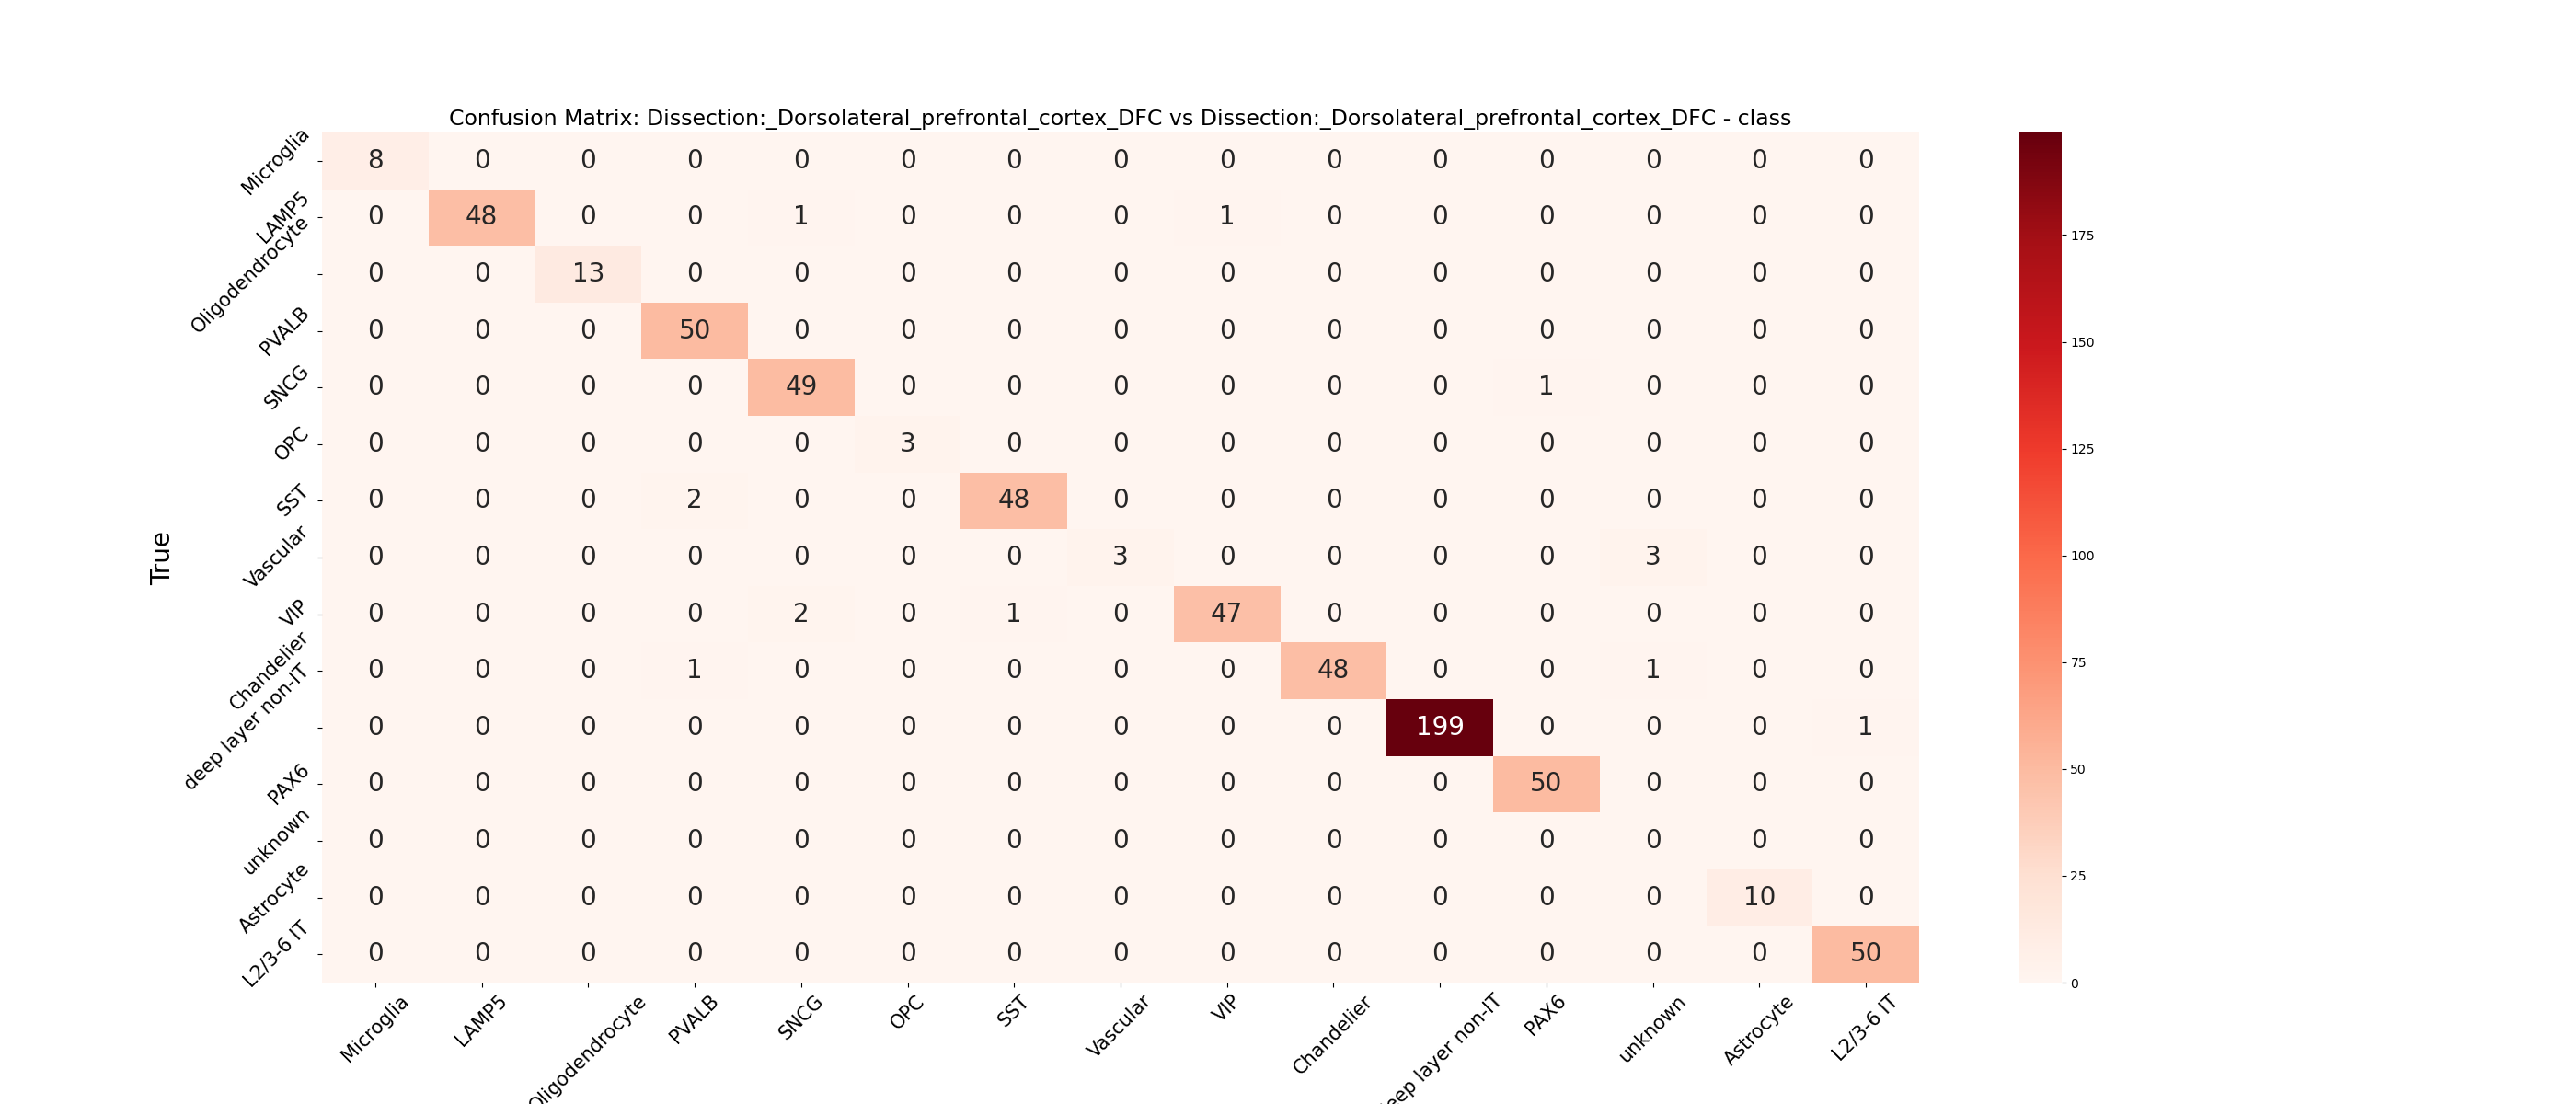 Confusion Matrix: Dissection:_Dorsolateral_prefrontal_cortex_DFC vs Dissection:_Dorsolateral_prefrontal_cortex_DFC - class
True
Microglia 8 0 0 0 0 0 0 0 0 0 0 0 0 0 0
LAMP5 0 48 0 0 1 0 0 0 1 0 0 0 0 0 0
Oligodendrocyte 0 0 13 0 0 0 0 0 0 0 0 0 0 0 0
PVALB 0 0 0 50 0 0 0 0 0 0 0 0 0 0 0
SNCG 0 0 0 0 49 0 0 0 0 0 0 1 0 0 0
OPC 0 0 0 0 0 3 0 0 0 0 0 0 0 0 0
SST 0 0 0 2 0 0 48 0 0 0 0 0 0 0 0
Vascular 0 0 0 0 0 0 0 3 0 0 0 0 3 0 0
VIP 0 0 0 0 2 0 1 0 47 0 0 0 0 0 0
Chandelier 0 0 0 1 0 0 0 0 0 48 0 0 1 0 0
deep layer non-IT 0 0 0 0 0 0 0 0 0 0 199 0 0 0 1
PAX6 0 0 0 0 0 0 0 0 0 0 0 50 0 0 0
unknown 0 0 0 0 0 0 0 0 0 0 0 0 0 0 0
Astrocyte 0 0 0 0 0 0 0 0 0 0 0 0 0 10 0
L2/3-6 IT 0 0 0 0 0 0 0 0 0 0 0 0 0 0 50
Microglia LAMP5 Oligodendrocyte PVALB SNCG OPC SST Vascular VIP Chandelier eep layer non-IT PAX6 unknown Astrocyte L2/3-6 IT
175
150
125
100
75
50
25
0